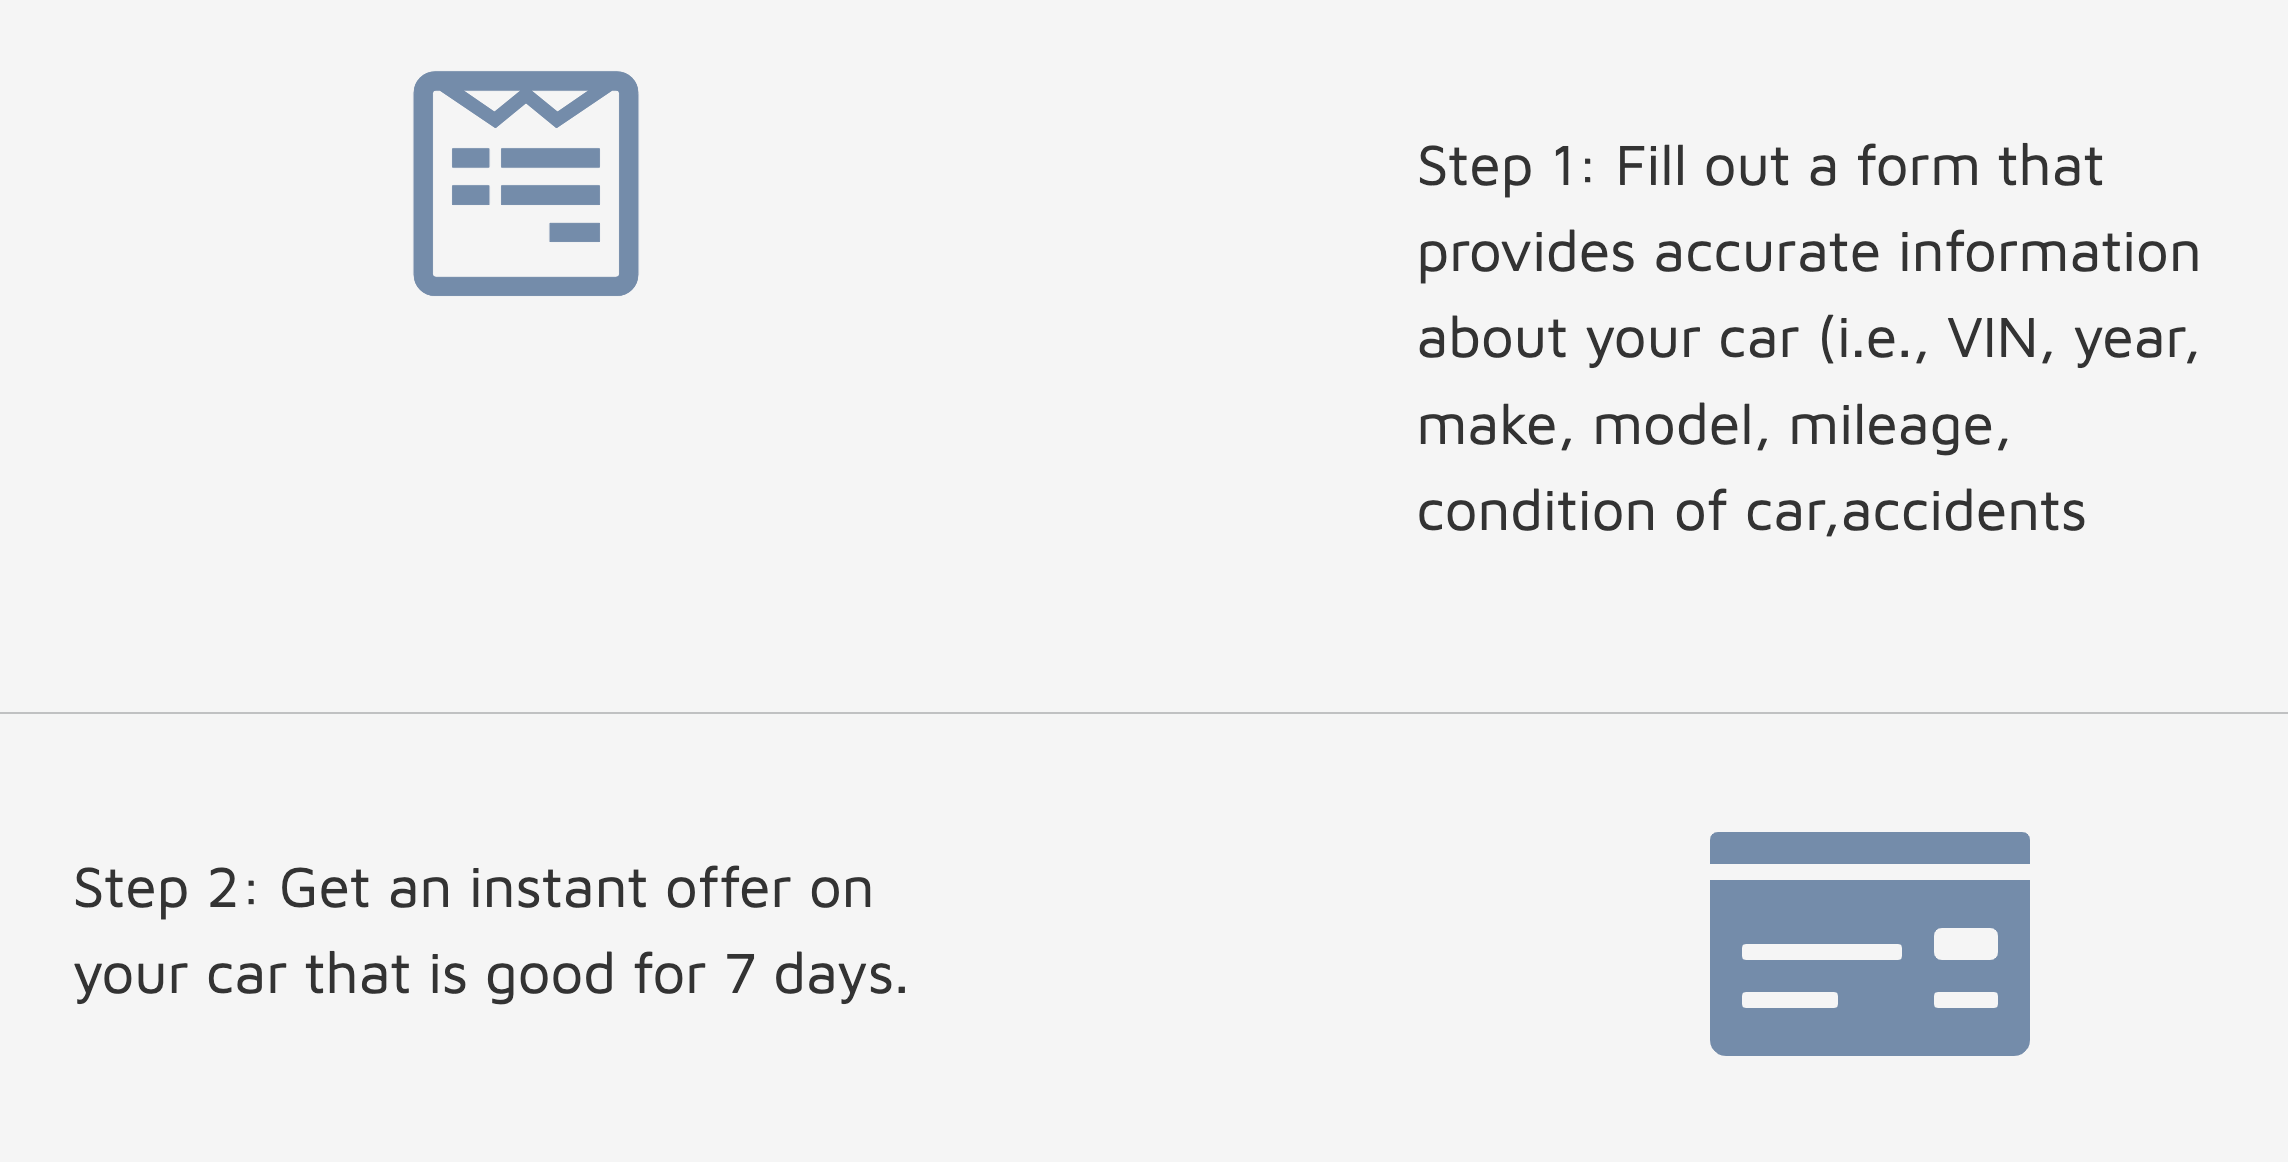 Step 1: Fill out a form that
provides accurate information
about your car (i.e., VIN, year,
make, model, mileage,
condition of car,accidents
Step 2: Get an instant offer on
your car that is good for 7 days.